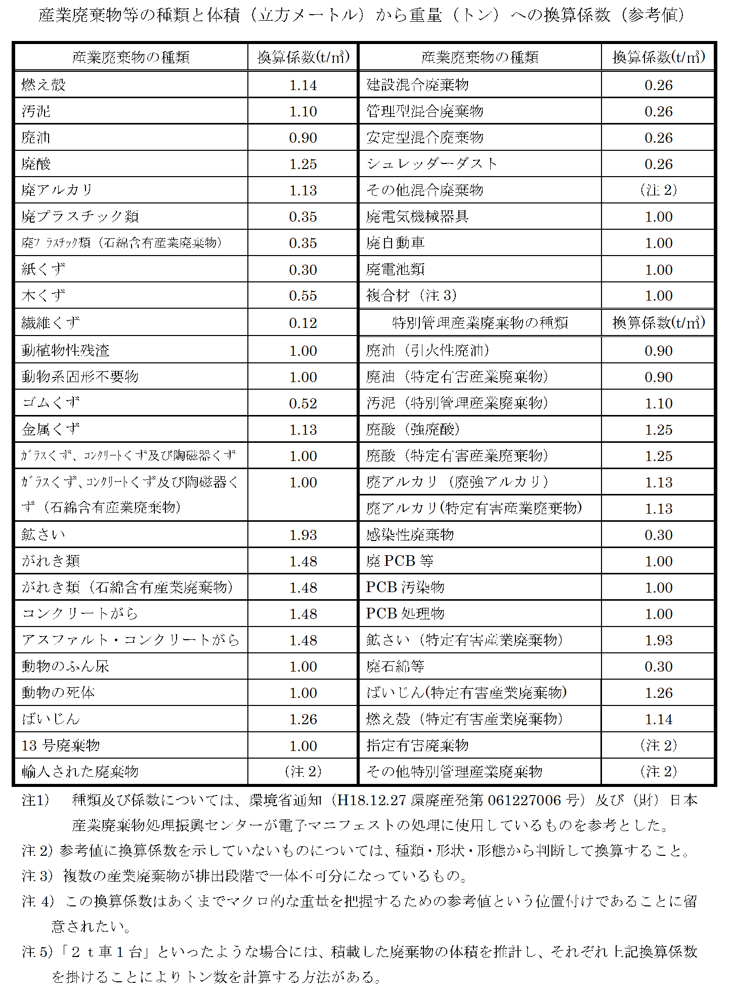 産業廃棄物等の種類と体積（立方メートル）から重量（トン）への換算係数（参考値）
産業廃棄物の種類 換算係数(t/㎥) 産業廃棄物の種類 換算係数(t/㎥)
燃え殻 1.14 建設混合廃棄物 0.26
汚泥 1.10 管理型混合廃棄物 0.26
廃油 0.90 安定型混合廃棄物 0.26
廃酸 1.25 シュレッダーダスト 0.26
廃アルカリ 1.13 その他混合廃棄物 （注 2）
廃プラスチック類 0.35 廃電気機械器具 1.00
廃ﾌﾟﾗｽﾁｯｸ類（石綿含有産業廃棄物） 0.35 廃自動車 1.00
紙くず 0.30 廃電池類 1.00
木くず 0.55 複合材（注 3） 1.00
繊維くず 0.12 特別管理産業廃棄物の種類 換算係数(t/㎥)
動植物性残渣 1.00 廃油（引火性廃油） 0.90
動物系固形不要物 1.00 廃油（特定有害産業廃棄物） 0.90
ゴムくず 0.52 汚泥（特別管理産業廃棄物） 1.10
金属くず 1.13 廃酸（強廃酸） 1.25
ｶﾞﾗｽくず、ｺﾝｸﾘｰﾄくず及び陶磁器くず 1.00 廃酸（特定有害産業廃棄物） 1.25
ｶﾞﾗｽくず、ｺﾝｸﾘｰﾄくず及び陶磁器く 1.00 廃アルカリ（廃強アルカリ） 1.13
ず（石綿含有産業廃棄物） 廃アルカリ(特定有害産業廃棄物) 1.13
鉱さい 1.93 感染性廃棄物 0.30
がれき類 1.48 廃 PCB 等 1.00
がれき類（石綿含有産業廃棄物） 1.48 PCB 汚染物 1.00
コンクリートがら 1.48 PCB 処理物 1.00
アスファルト・コンクリートがら 1.48 鉱さい（特定有害産業廃棄物） 1.93
動物のふん尿 1.00 廃石綿等 0.30
動物の死体 1.00 ばいじん(特定有害産業廃棄物) 1.26
ばいじん 1.26 燃え殻（特定有害産業廃棄物） 1.14
13 号廃棄物 1.00 指定有害廃棄物 （注 2）
輸入された廃棄物 （注 2） その他特別管理産業廃棄物 （注 2）
注1） 種類及び係数については、環境省通知（H18.12.27 環廃産発第 061227006 号）及び（財）日本
産業廃棄物処理振興センターが電子マニフェストの処理に使用しているものを参考とした。
注 2) 参考値に換算係数を示していないものについては、種類・形状・形態から判断して換算すること。
注 3）複数の産業廃棄物が排出段階で一体不可分になっているもの。
注 4）この換算係数はあくまでマクロ的な重量を把握するための参考値という位置付けであることに留
意されたい。
注 5)「２ｔ車 1 台」といったような場合には、積載した廃棄物の体積を推計し、それぞれ上記換算係数
を掛けることによりトン数を計算する方法がある。